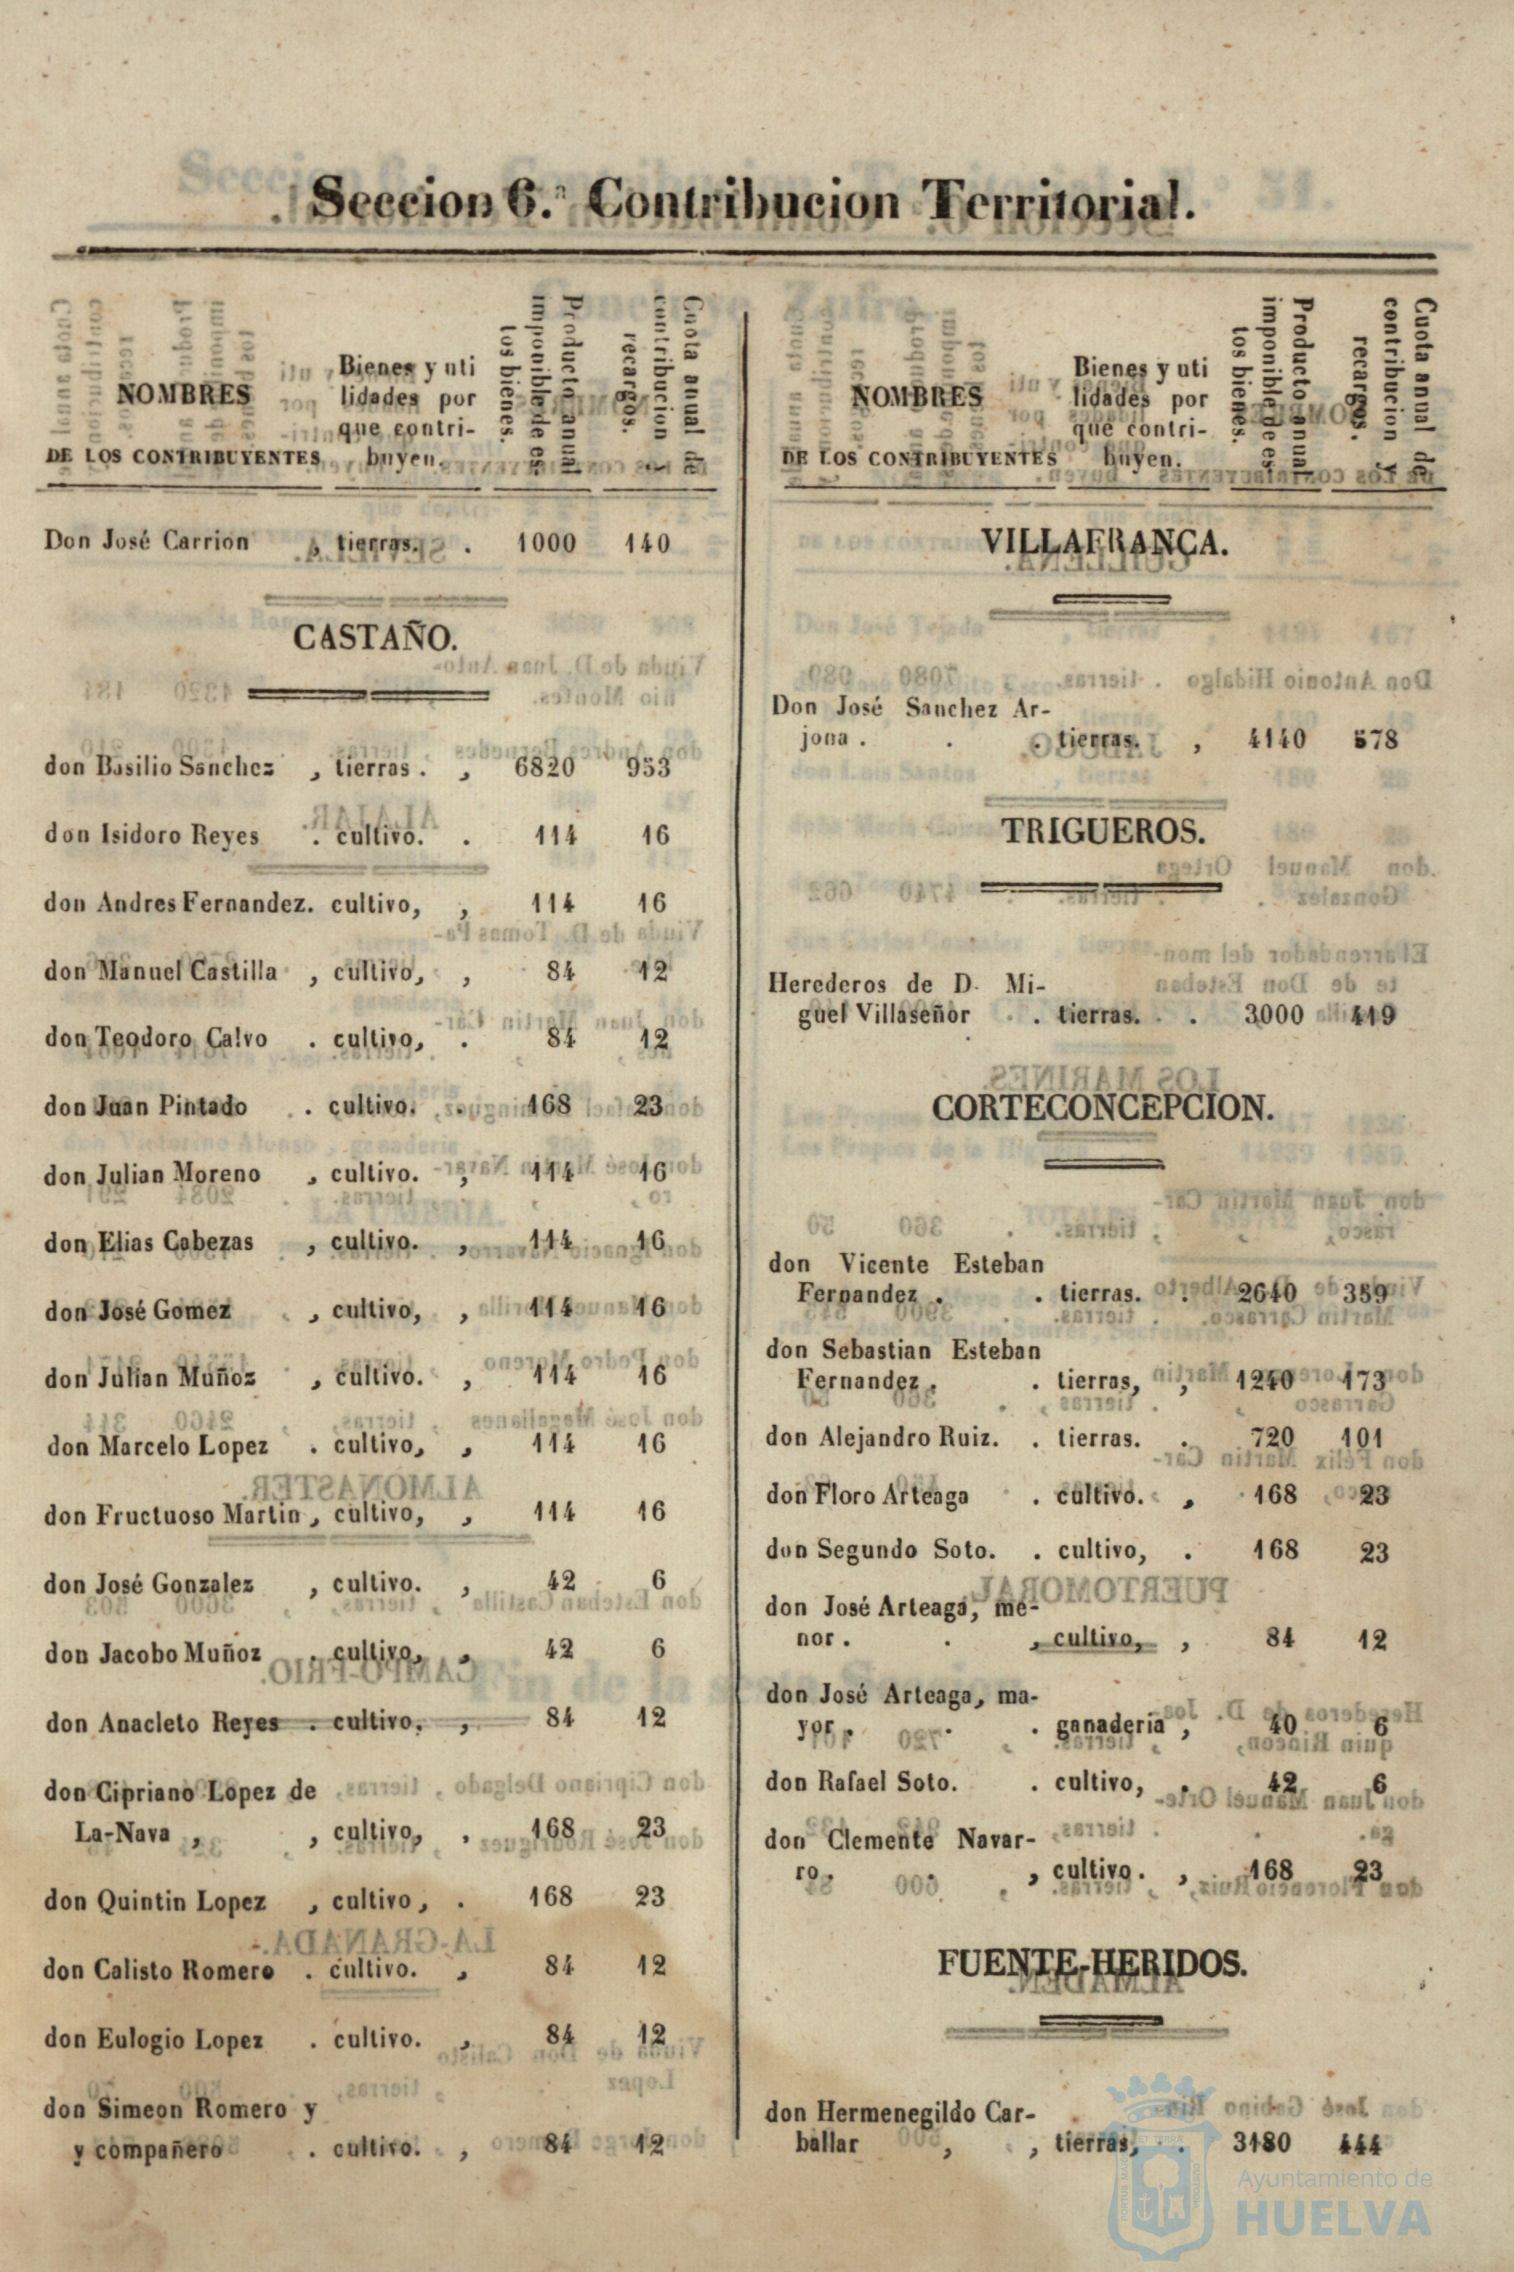 Seccion 6.ª Contribucion Territorial.
NOMBRES
DE LOS CONTRIBUYENTES
Bienes y uti
lidades por
que contri-
buyen.
Producto anual
imponible de es
tos bienes.
Cuota anual de
contribucion y
recargos.
Don José Carrion , tierras. . 1000 140
CASTAÑO.
don Basilio Sanchez , tierras . , 6820 953
don Isidoro Reyes . cultivo. . 114 16
don Andres Fernandez. cultivo, , 114 16
don Manuel Castilla , cultivo, , 84 12
don Teodoro Calvo . cultivo, . 84 12
don Juan Pintado . cultivo. . 168 23
don Julian Moreno , cultivo. , 114 16
don Elias Cabezas , cultivo. , 114 16
don José Gomez , cultivo, , 114 16
don Julian Muñoz , cultivo. , 114 16
don Marcelo Lopez . cultivo, , 114 16
don Fructuoso Martin , cultivo, , 114 16
don José Gonzalez , cultivo. , 42 6
don Jacobo Muñoz . cultivo, , 42 6
don Anacleto Reyes . cultivo. , 84 12
don Cipriano Lopez de
La-Nava , , cultivo, , 168 23
don Quintin Lopez , cultivo , . 168 23
don Calisto Romero . cultivo. , 84 12
don Eulogio Lopez . cultivo. , 84 12
don Simeon Romero y
y compañero . cultivo. , 84 12
NOMBRES
DE LOS CONTRIBUYENTES
Bienes y uti
lidades por
que contri-
buyen.
Producto anual
imponible de es
tos bienes.
Cuota anual de
contribucion y
recargos.
VILLAFRANCA.
Don José Sanchez Ar-
jona . . . tierras. , 4140 578
TRIGUEROS.
Herederos de D. Mi-
guel Villaseñor . . tierras. . 3000 419
CORTECONCEPCION.
don Vicente Esteban
Fernandez . . tierras. . 2640 359
don Sebastian Esteban
Fernandez . . tierras, , 1240 173
don Alejandro Ruiz. . tierras. . 720 101
don Floro Arteaga . cultivo. , 168 23
don Segundo Soto. . cultivo, . 168 23
don José Arteaga, me-
nor . . , cultivo, , 84 12
don José Arteaga, ma-
yor . . . ganaderia , 40 6
don Rafael Soto. . cultivo, . 42 6
don Clemente Navar-
ro . . , cultivo . , 168 23
FUENTE-HERIDOS.
don Hermenegildo Car-
ballar , , tierras, . 3180 444
Ayuntamiento de
HUELVA